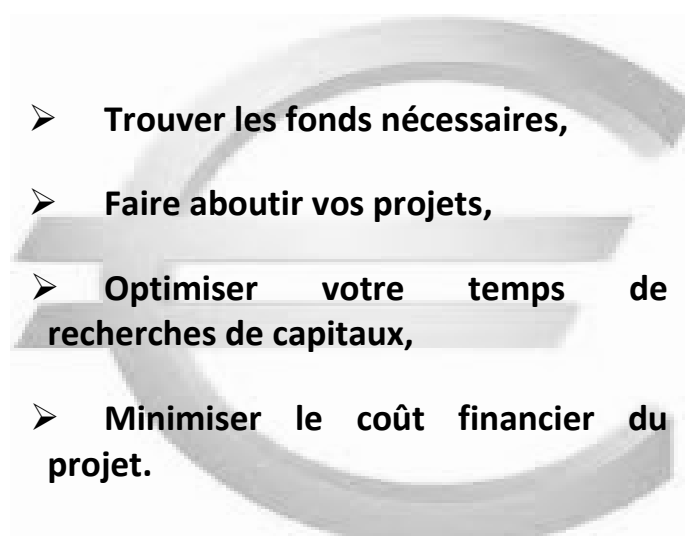 ➢ Trouver les fonds nécessaires,
➢ Faire aboutir vos projets,
➢ Optimiser votre temps de
recherches de capitaux,
➢ Minimiser le coût financier du
projet.